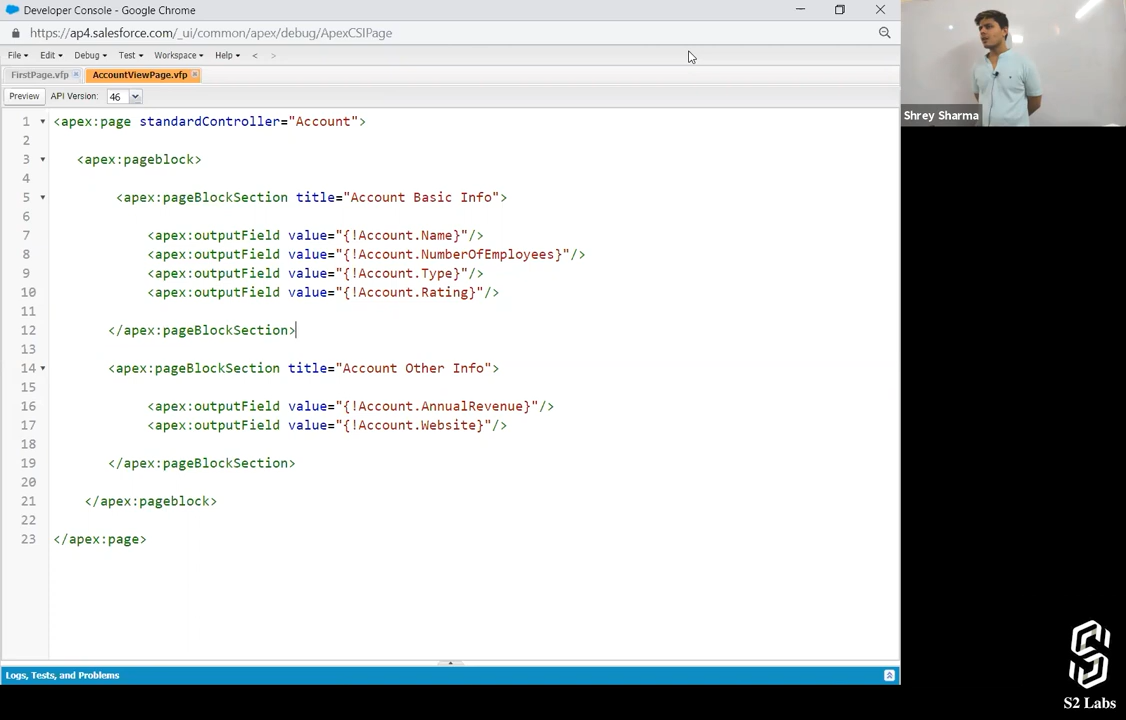 Developer Console - Google Chrome
https://ap4.salesforce.com/_ui/common/apex/debug/ApexCSIPage
File Edit Debug Test Workspace Help < >
FirstPage.vfp AccountViewPage.vfp
Preview API Version: 46
1 <apex:page standardController="Account">
2
3 <apex:pageblock>
4
5 <apex:pageBlockSection title="Account Basic Info">
6
7 <apex:outputField value="{!Account.Name}"/>
8 <apex:outputField value="{!Account.NumberOfEmployees}"/>
9 <apex:outputField value="{!Account.Type}"/>
10 <apex:outputField value="{!Account.Rating}"/>
11
12 </apex:pageBlockSection>
13
14 <apex:pageBlockSection title="Account Other Info">
15
16 <apex:outputField value="{!Account.AnnualRevenue}"/>
17 <apex:outputField value="{!Account.Website}"/>
18
19 </apex:pageBlockSection>
20
21 </apex:pageblock>
22
23 </apex:page>
Logs, Tests, and Problems
Shrey Sharma
S2 Labs